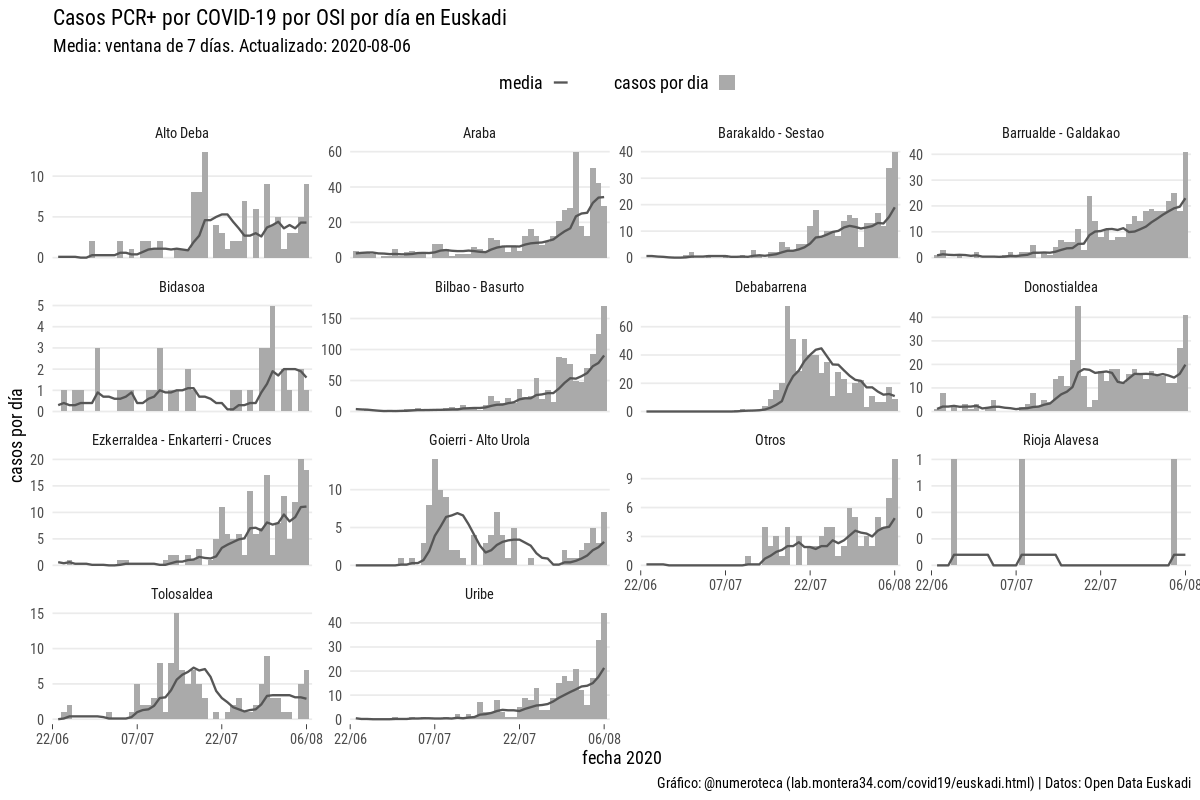 Casos PCR+ por COVID-19 por OSI por día en Euskadi
Media: ventana de 7 días. Actualizado: 2020-08-06
media
casos por dia
Alto Deba
Araba
Barakaldo - Sestao
Barrualde - Galdakao
10
5
0
60
40
20
0
40
30
20
10
0
40
30
20
10
0
Bidasoa
Bilbao - Basurto
Debabarrena
Donostialdea
5
4
3
2
1
0
150
100
50
0
60
40
20
0
40
30
20
10
0
casos por día
Ezkerraldea - Enkarterri - Cruces
Goierri - Alto Urola
Otros
Rioja Alavesa
20
15
10
5
0
10
5
0
9
6
3
0
1
1
0
0
0
22/06 07/07 22/07 06/08
22/06 07/07 22/07 06/08
Tolosaldea
Uribe
15
10
5
0
40
30
20
10
0
22/06 07/07 22/07 06/08
22/06 07/07 22/07 06/08
fecha 2020
Gráfico: @numeroteca (lab.montera34.com/covid19/euskadi.html) | Datos: Open Data Euskadi